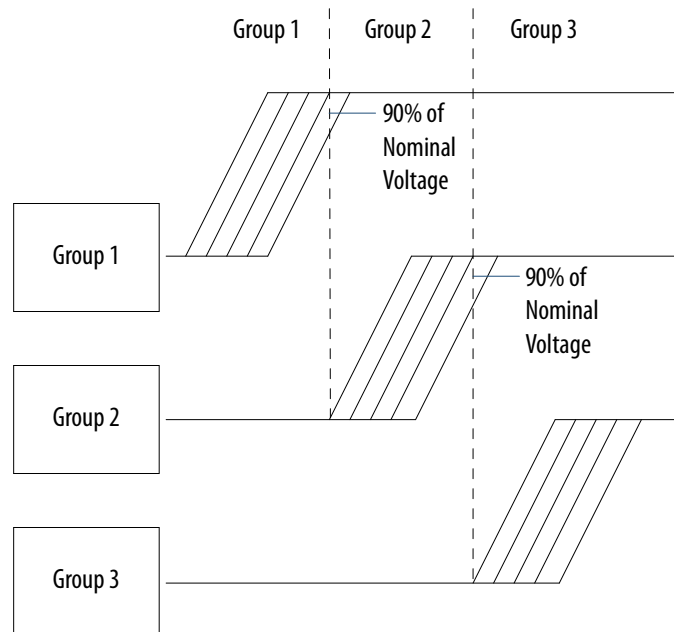 Group 1
Group 2
Group 3
90% of
Nominal
Voltage
Group 1
90% of
Nominal
Voltage
Group 2
Group 3